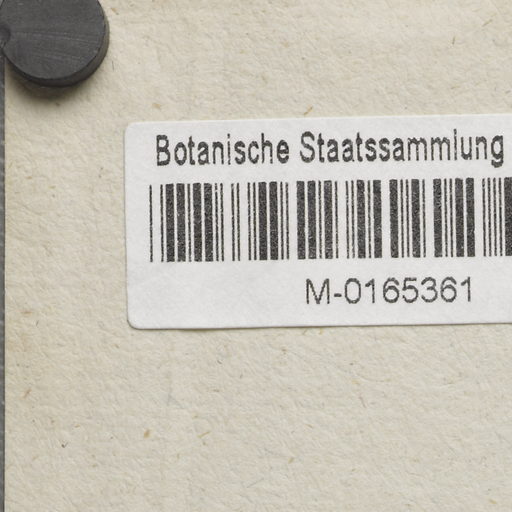 Botanische Staatssammlung
M-0165361